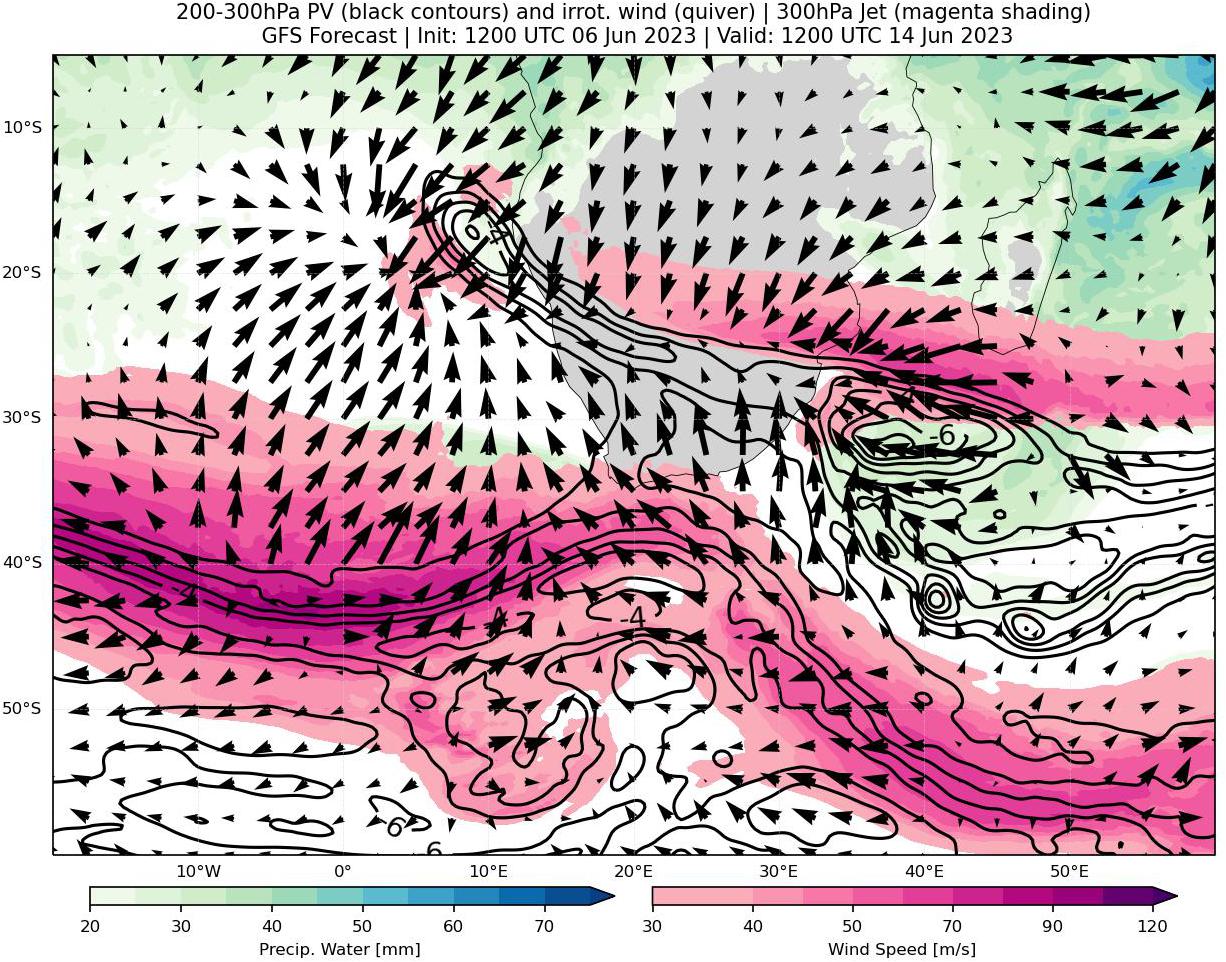 200-300hPa PV (black contours) and irrot. wind (quiver) | 300hPa Jet (magenta shading)
GFS Forecast | Init: 1200 UTC 06 Jun 2023 | Valid: 1200 UTC 14 Jun 2023
10°S
20°S
30°S
40°S
50°S
-4
-6
-4
-4
-4
-6
6
10°W 0° 10°E 20°E 30°E 40°E 50°E
20 30 40 50 60 70
30 40 50 70 90 120
Precip. Water [mm]
Wind Speed [m/s]